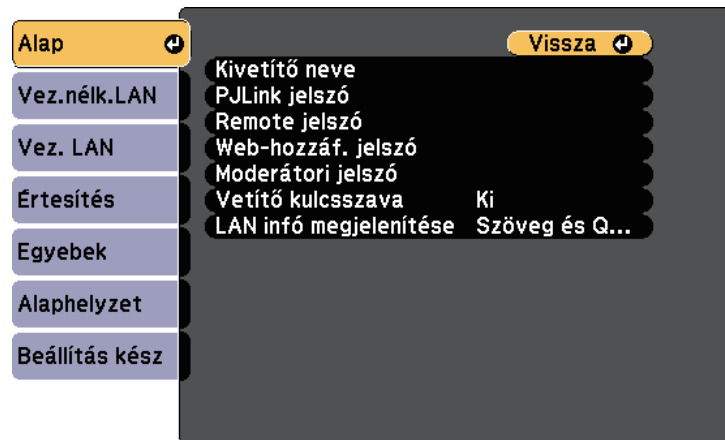 Alap
Vez.nélk.LAN
Vez. LAN
Értesítés
Egyebek
Alaphelyzet
Beállítás kész
Vissza
Kivetítő neve
PJLink jelszó
Remote jelszó
Web-hozzáf. jelszó
Moderátori jelszó
Vetítő kulcsszava Ki
LAN infó megjelenítése Szöveg és Q...